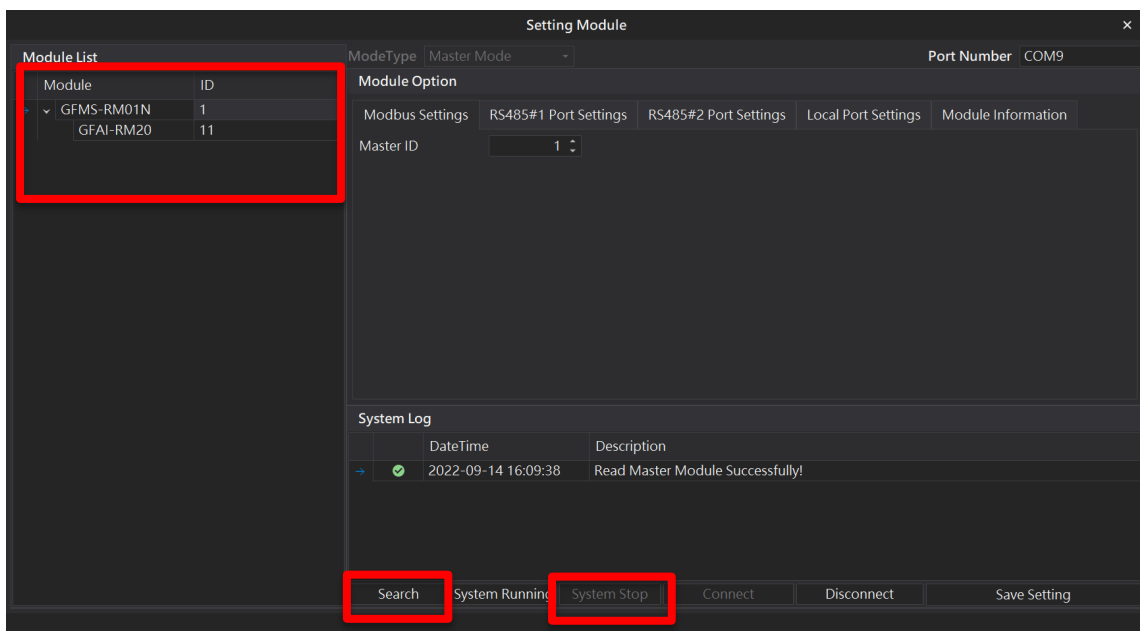 Setting Module ×
Module List
Module ID
GFMS-RM01N 1
GFAI-RM20 11
ModeType Master Mode Port Number COM9
Module Option
Modbus Settings RS485#1 Port Settings RS485#2 Port Settings Local Port Settings Module Information
Master ID 1
System Log
DateTime Description
2022-09-14 16:09:38 Read Master Module Successfully!
Search System Running System Stop Connect Disconnect Save Setting